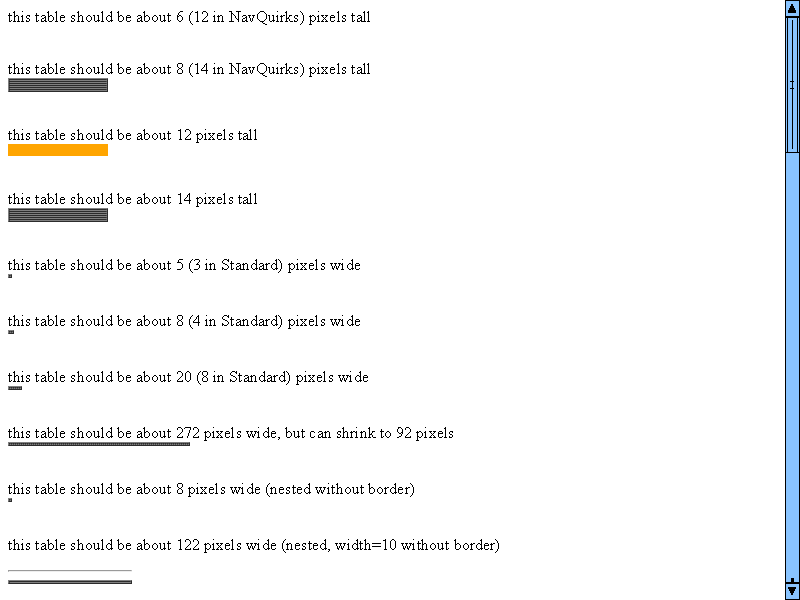 this table should be about 6 (12 in NavQuirks) pixels tall
this table should be about 8 (14 in NavQuirks) pixels tall
this table should be about 12 pixels tall
this table should be about 14 pixels tall
this table should be about 5 (3 in Standard) pixels wide
this table should be about 8 (4 in Standard) pixels wide
this table should be about 20 (8 in Standard) pixels wide
this table should be about 272 pixels wide, but can shrink to 92 pixels
this table should be about 8 pixels wide (nested without border)
this table should be about 122 pixels wide (nested, width=10 without border)